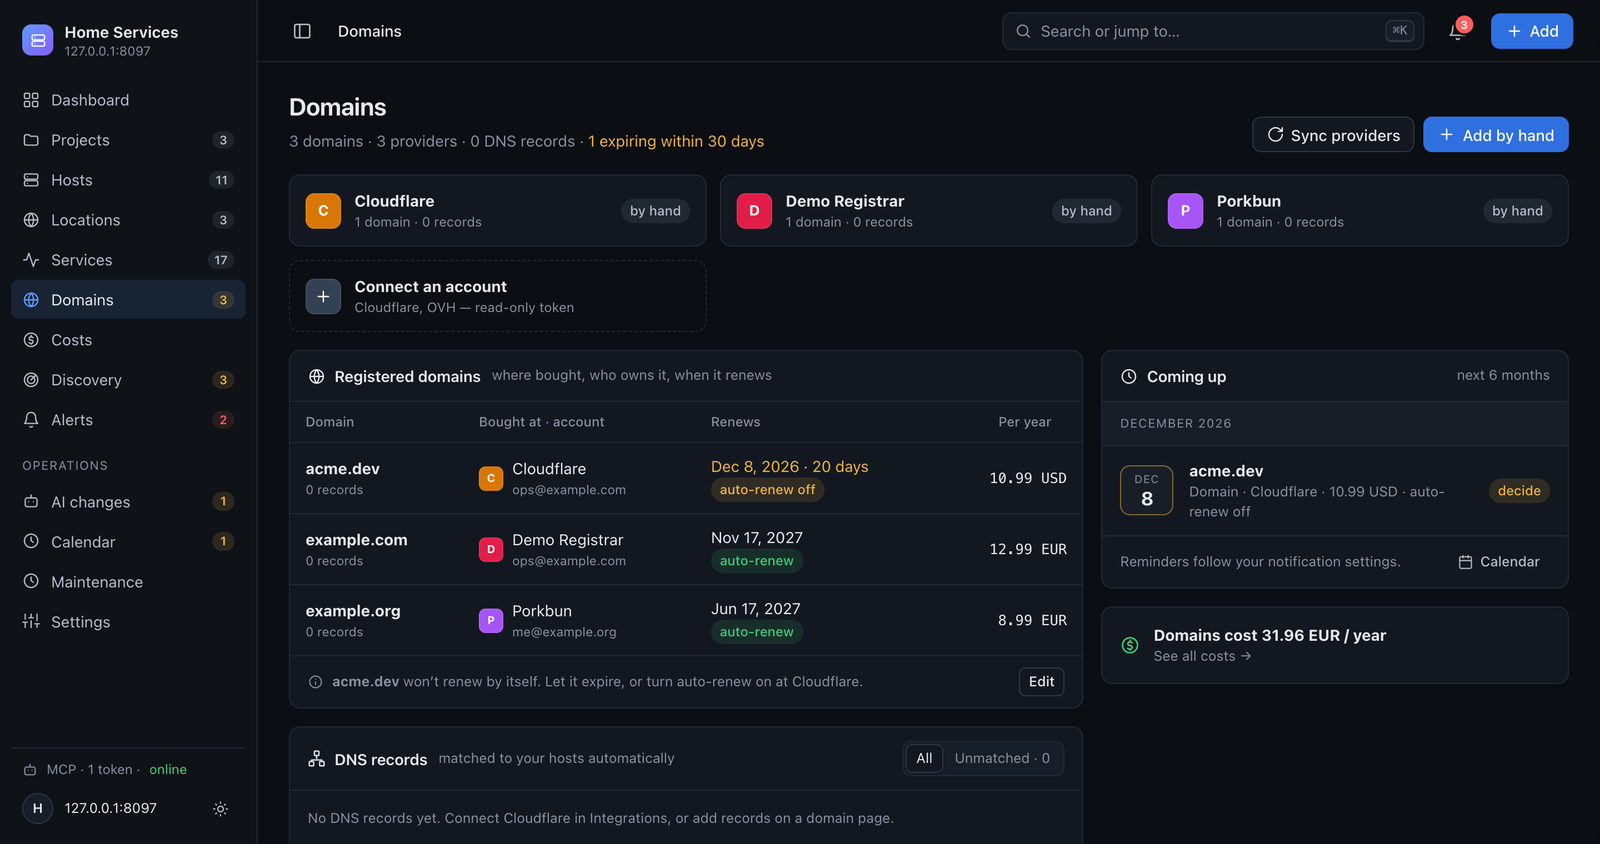 Home Services
127.0.0.1:8097
Dashboard
Projects 3
Hosts 11
Locations 3
Services 17
Domains 3
Costs
Discovery 3
Alerts 2
OPERATIONS
AI changes 1
Calendar 1
Maintenance
Settings
MCP · 1 token · online
H 127.0.0.1:8097
Domains
Search or jump to... ⌘K
3
+ Add
Domains
3 domains · 3 providers · 0 DNS records · 1 expiring within 30 days
Sync providers
+ Add by hand
C
Cloudflare
1 domain · 0 records
by hand
D
Demo Registrar
1 domain · 0 records
by hand
P
Porkbun
1 domain · 0 records
by hand
+
Connect an account
Cloudflare, OVH — read-only token
Registered domains where bought, who owns it, when it renews
Domain Bought at · account Renews Per year
acme.dev
0 records
C
Cloudflare
ops@example.com
Dec 8, 2026 · 20 days
auto-renew off
10.99 USD
example.com
0 records
D
Demo Registrar
ops@example.com
Nov 17, 2027
auto-renew
12.99 EUR
example.org
0 records
P
Porkbun
me@example.org
Jun 17, 2027
auto-renew
8.99 EUR
acme.dev won't renew by itself. Let it expire, or turn auto-renew on at Cloudflare.
Edit
DNS records matched to your hosts automatically
All Unmatched · 0
No DNS records yet. Connect Cloudflare in Integrations, or add records on a domain page.
Coming up next 6 months
DECEMBER 2026
DEC
8
acme.dev
Domain · Cloudflare · 10.99 USD · auto-
renew off
decide
Reminders follow your notification settings.
Calendar
Domains cost 31.96 EUR / year
See all costs →